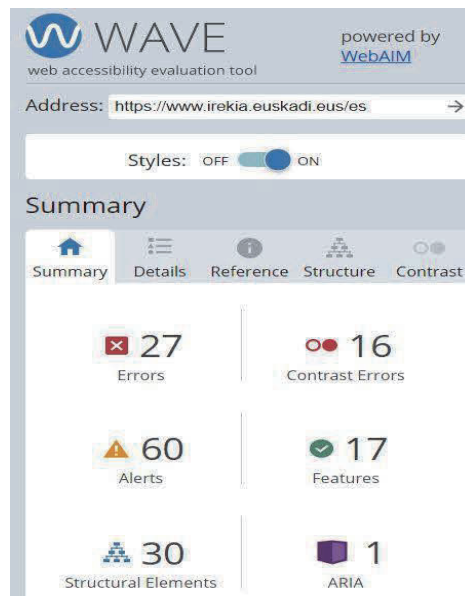 WAVE
powered by
WebAIM
web accessibility evaluation tool
Address: https://www.irekia.euskadi.eus/es →
Styles: OFF ON
Summary
Summary Details Reference Structure Contrast
27
Errors
16
Contrast Errors
60
Alerts
17
Features
30
Structural Elements
1
ARIA